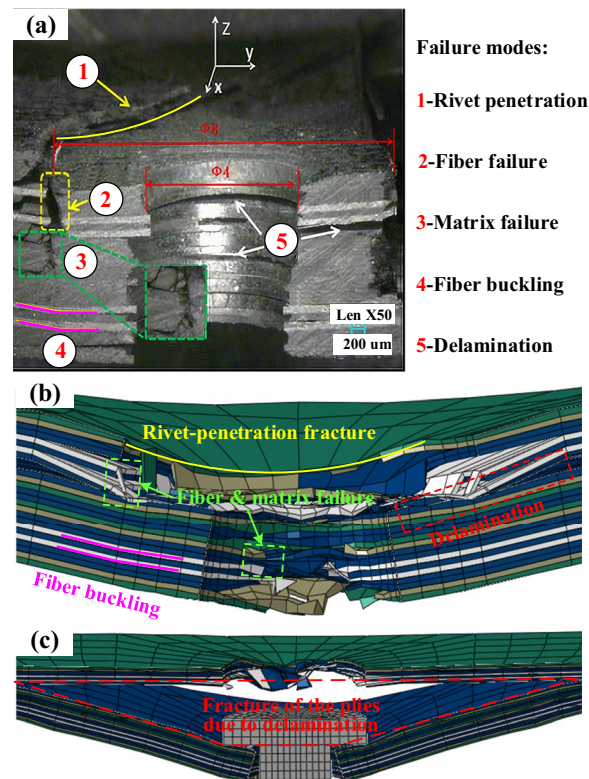 (a)
z
y
x
1
Φ8
Φ4
2
3
4
5
Len X50
200 um
Failure modes:
1-Rivet penetration
2-Fiber failure
3-Matrix failure
4-Fiber buckling
5-Delamination
(b)
Rivet-penetration fracture
Fiber & matrix failure
Delamination
Fiber buckling
(c)
Fracture of the plies
due to delamination